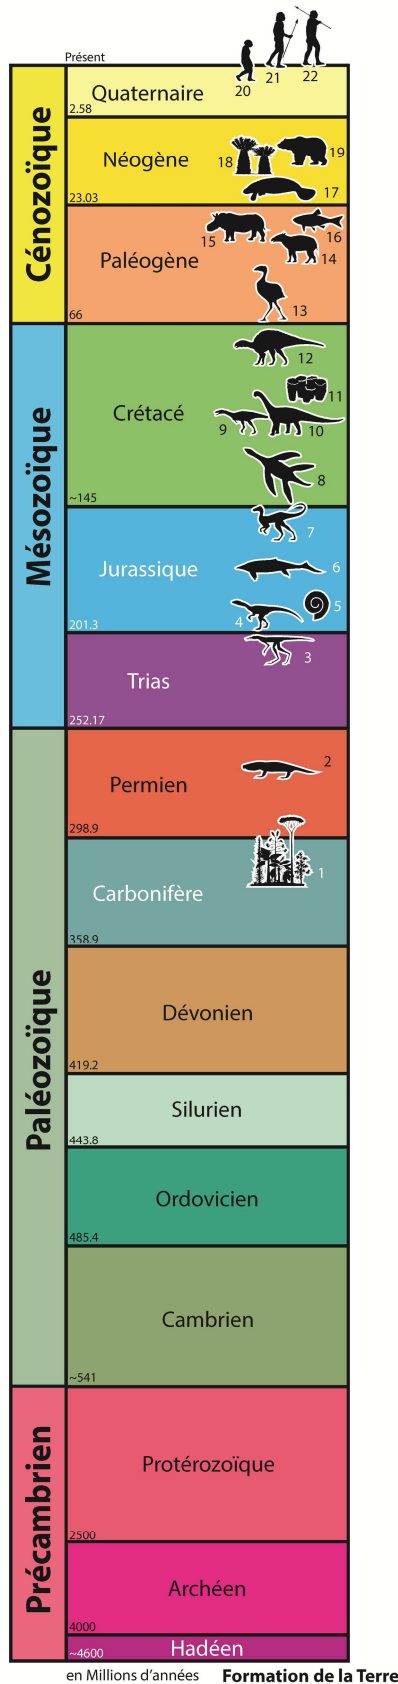 Présent
20
21
22
Cénozoïque
Quaternaire
2.58
Néogène
18
19
17
23.03
Paléogène
15
16
14
13
66
Mésozoïque
Crétacé
12
11
9
10
8
~145
Jurassique
7
6
5
4
201.3
Trias
3
252.17
Paléozoïque
Permien
2
298.9
Carbonifère
1
358.9
Dévonien
419.2
Silurien
443.8
Ordovicien
485.4
Cambrien
~541
Précambrien
Protérozoïque
2500
Archéen
4000
Hadéen
~4600
en Millions d'années
Formation de la Terre